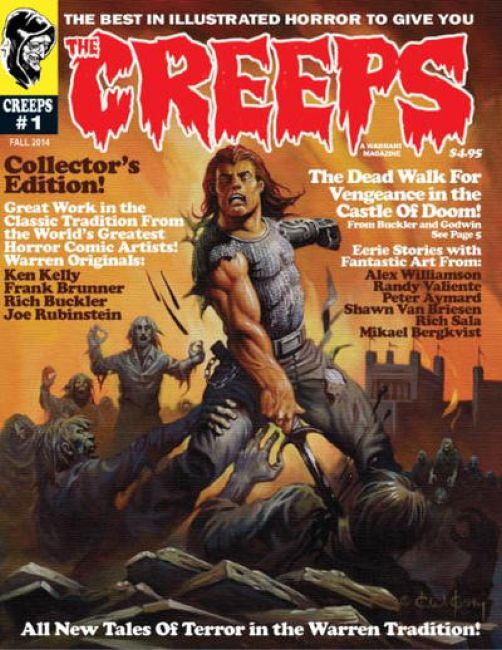 THE BEST IN ILLUSTRATED HORROR TO GIVE YOU
THE CREEPS
CREEPS
#1
FALL 2014
A WARRANT
MAGAZINE
$4.95
Collector's
Edition!
Great Work in the
Classic Tradition From
the World's Greatest
Horror Comic Artists!
Warren Originals:
Ken Kelly
Frank Brunner
Rich Buckler
Joe Rubinstein
The Dead Walk For
Vengeance in the
Castle Of Doom!
From Buckler and Godwin
See Page 5
Eerie Stories with
Fantastic Art From:
Alex Williamson
Randy Valiente
Peter Aymard
Shawn Van Briesen
Rich Sala
Mikael Bergkvist
All New Tales Of Terror in the Warren Tradition!